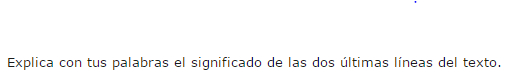 Explica con tus palabras el significado de las dos últimas líneas del texto.